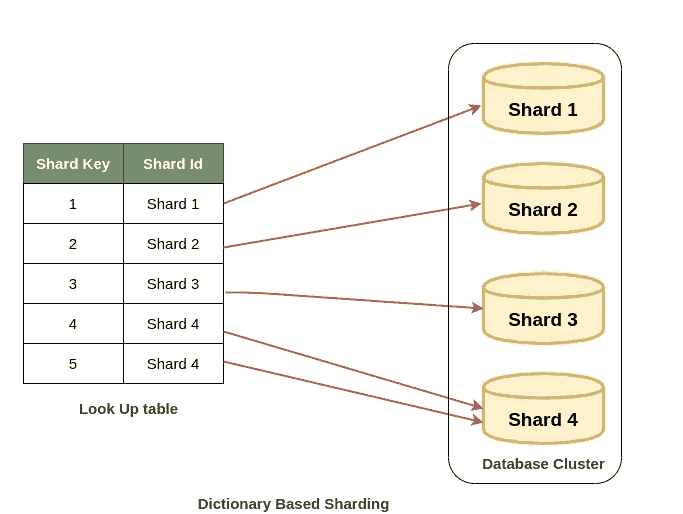 Shard Key Shard Id
1 Shard 1
2 Shard 2
3 Shard 3
4 Shard 4
5 Shard 4
Look Up table
Shard 1
Shard 2
Shard 3
Shard 4
Database Cluster
Dictionary Based Sharding